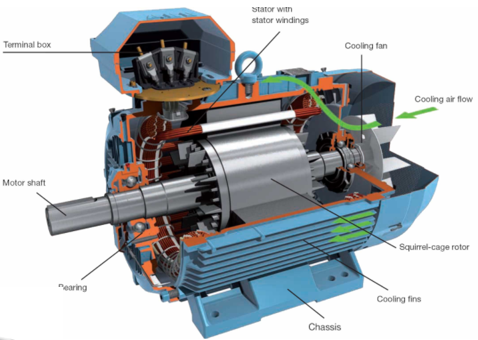 Stator with
stator windings
Terminal box
Cooling fan
Cooling air flow
Motor shaft
Squirrel-cage rotor
Bearing
Cooling fins
Chassis